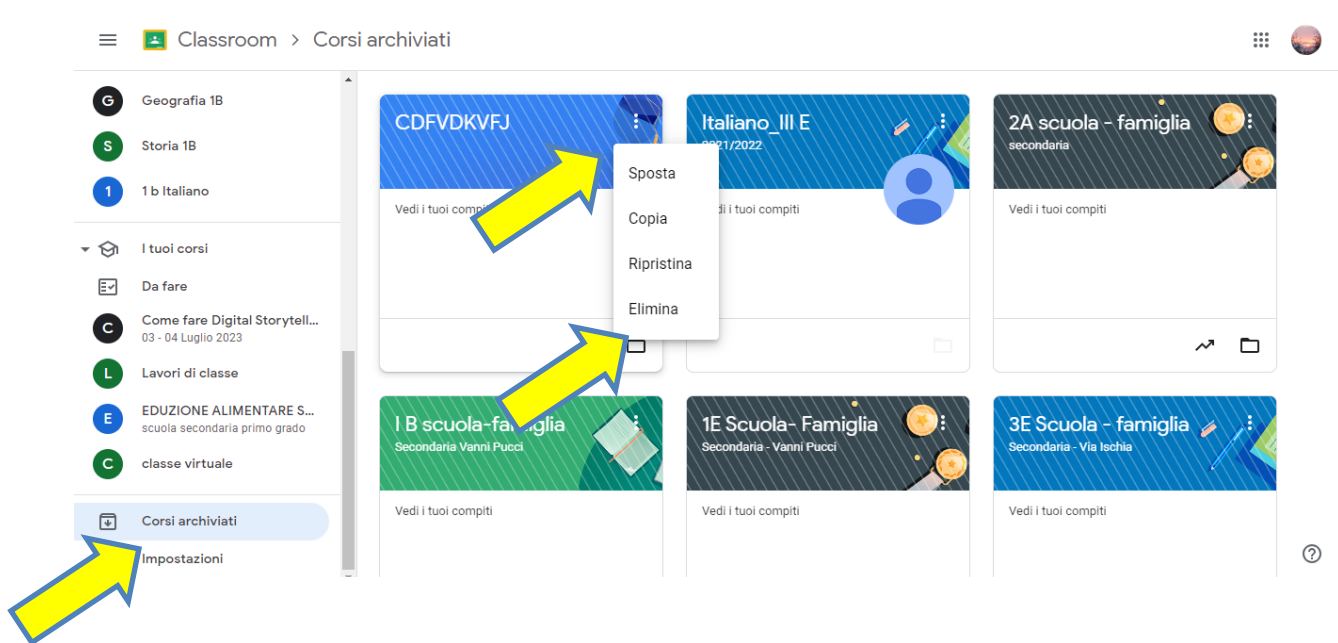 Classroom > Corsi archiviati
G Geografia 1B
S Storia 1B
1 1 b Italiano
I tuoi corsi
Da fare
C Come fare Digital Storytell...
03 - 04 Luglio 2023
L Lavori di classe
E EDUZIONE ALIMENTARE S...
scuola secondaria primo grado
C classe virtuale
Corsi archiviati
Impostazioni
CDFVDKVFJ
Vedi i tuoi
Sposta
Copia
Ripristina
Elimina
Italiano_III E
2021/2022
i tuoi compiti
2A scuola - famiglia
secondaria
Vedi i tuoi compiti
I B scuola-famiglia
Secondaria Vanni Pucci
Vedi i tuoi compiti
1E Scuola- Famiglia
Secondaria - Vanni Pucci
Vedi i tuoi compiti
3E Scuola - famiglia
Secondaria - Via Ischia
Vedi i tuoi compiti